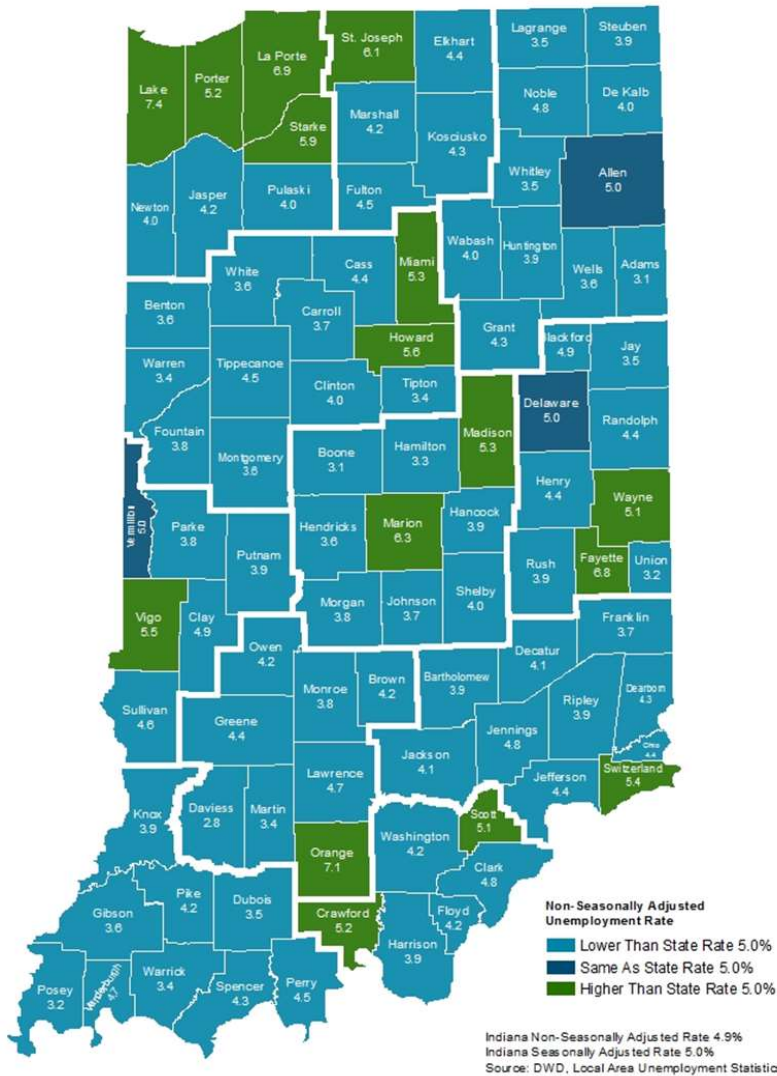 St. Joseph
6.1
Elkhart
4.4
Lagrange
3.5
Steuben
3.9
La Porte
6.9
Porter
5.2
Lake
7.4
Starke
5.9
Marshall
4.2
Kosciusko
4.3
Noble
4.8
De Kalb
4.0
Whitley
3.5
Allen
5.0
Newton
4.0
Jasper
4.2
Pulaski
4.0
Fulton
4.5
Wabash
4.0
Huntington
3.9
Wells
3.6
Adams
3.1
White
3.6
Cass
4.4
Miami
5.3
Benton
3.6
Carroll
3.7
Howard
5.6
Grant
4.3
Blackford
4.9
Jay
3.5
Warren
3.4
Tippecanoe
4.5
Clinton
4.0
Tipton
3.4
Delaware
5.0
Randolph
4.4
Fountain
3.8
Montgomery
3.6
Boone
3.1
Hamilton
3.3
Madison
5.3
Henry
4.4
Wayne
5.1
Vermillion
5.0
Parke
3.8
Putnam
3.9
Hendricks
3.6
Marion
6.3
Hancock
3.9
Rush
3.9
Fayette
6.8
Union
3.2
Vigo
5.5
Clay
4.9
Morgan
3.8
Johnson
3.7
Shelby
4.0
Franklin
3.7
Owen
4.2
Decatur
4.1
Sullivan
4.6
Greene
4.4
Monroe
3.8
Brown
4.2
Bartholomew
3.9
Ripley
3.9
Dearborn
4.3
Jennings
4.8
Ohio
4.4
Jackson
4.1
Lawrence
4.7
Jefferson
4.4
Switzerland
5.4
Knox
3.9
Daviess
2.8
Martin
3.4
Orange
7.1
Washington
4.2
Scott
5.1
Clark
4.8
Gibson
3.6
Pike
4.2
Dubois
3.5
Crawford
5.2
Harrison
3.9
Floyd
4.2
Posey
3.2
Vanderburgh
4.7
Warrick
3.4
Spencer
4.3
Perry
4.5
Non-Seasonally Adjusted
Unemployment Rate
Lower Than State Rate 5.0%
Same As State Rate 5.0%
Higher Than State Rate 5.0%
Indiana Non-Seasonally Adjusted Rate 4.9%
Indiana Seasonally Adjusted Rate 5.0%
Source: DWD, Local Area Unemployment Statistic